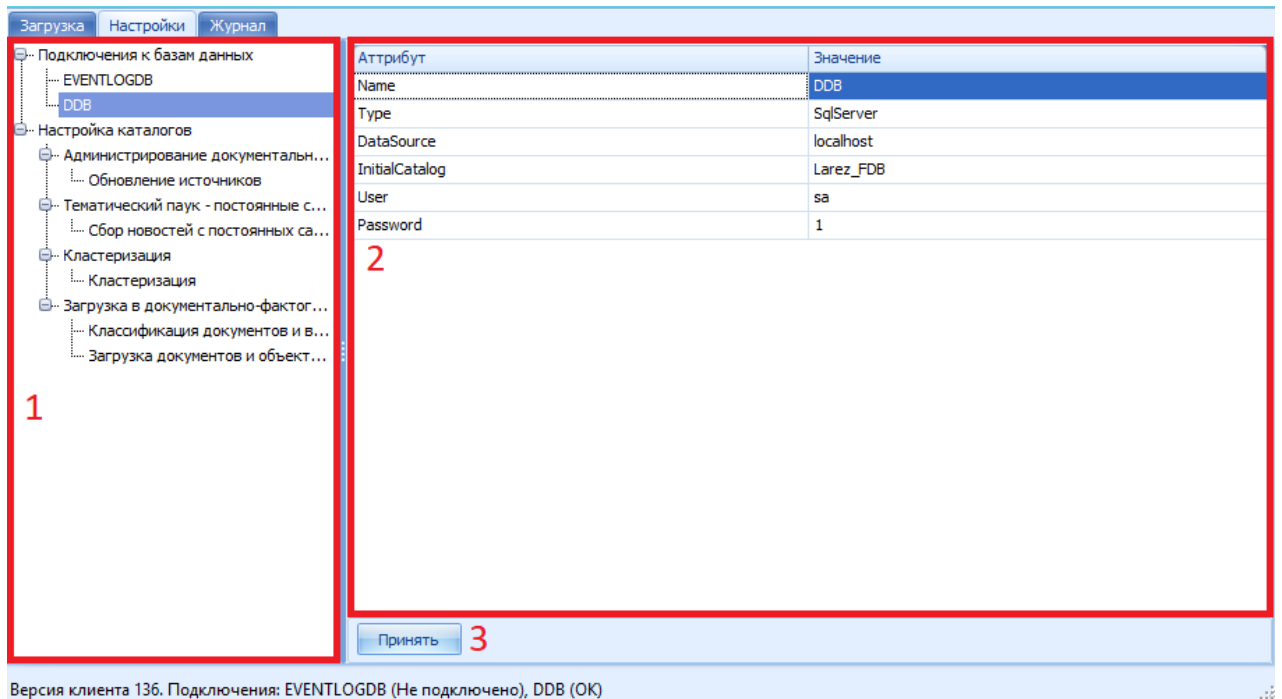 Загрузка Настройки Журнал
Подключения к базам данных
EVENTLOGDB
DDB
Настройка каталогов
Администрирование документальн...
Обновление источников
Тематический паук - постоянные с...
Сбор новостей с постоянных са...
Кластеризация
Кластеризация
Загрузка в документально-фактог...
Классификация документов и в...
Загрузка документов и объект...
1
Аттрибут Значение
Name DDB
Type SqlServer
DataSource localhost
InitialCatalog Larez_FDB
User sa
Password 1
2
Принять 3
Версия клиента 136. Подключения: EVENTLOGDB (Не подключено), DDB (OK)